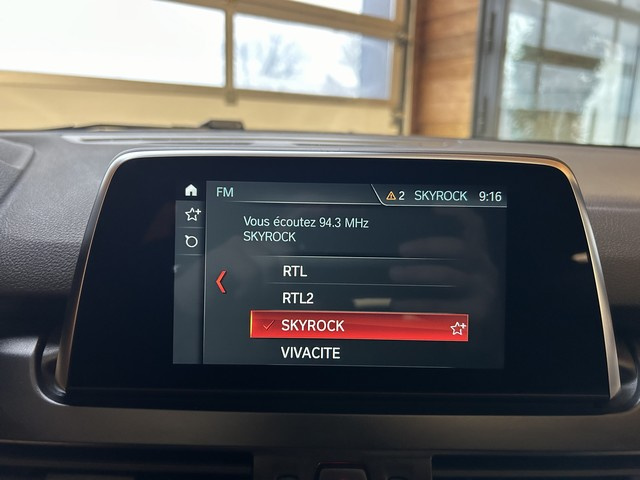 FM
2 SKYROCK 9:16
Vous écoutez 94.3 MHz
SKYROCK
RTL
RTL2
SKYROCK
VIVACITE